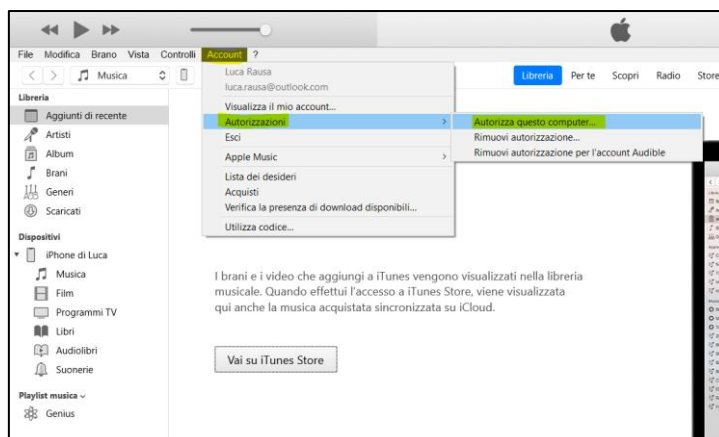 File Modifica Brano Vista Controlli Account ?
Musica
Libreria Per te Scopri Radio Store
Luca Rausa
luca.rausa@outlook.com
Visualizza il mio account...
Autorizzazioni
Esci
Apple Music
Lista dei desideri
Acquisti
Verifica la presenza di download disponibili...
Utilizza codice...
Autorizza questo computer...
Rimuovi autorizzazione...
Rimuovi autorizzazione per l'account Audible
Libreria
Aggiunti di recente
Artisti
Album
Brani
Generi
Scaricati
Dispositivi
iPhone di Luca
Musica
Film
Programmi TV
Libri
Audiolibri
Suonerie
Playlist musica
Genius
I brani e i video che aggiungi a iTunes vengono visualizzati nella libreria
musicale. Quando effettui l'accesso a iTunes Store, viene visualizzata
qui anche la musica acquistata sincronizzata su iCloud.
Vai su iTunes Store